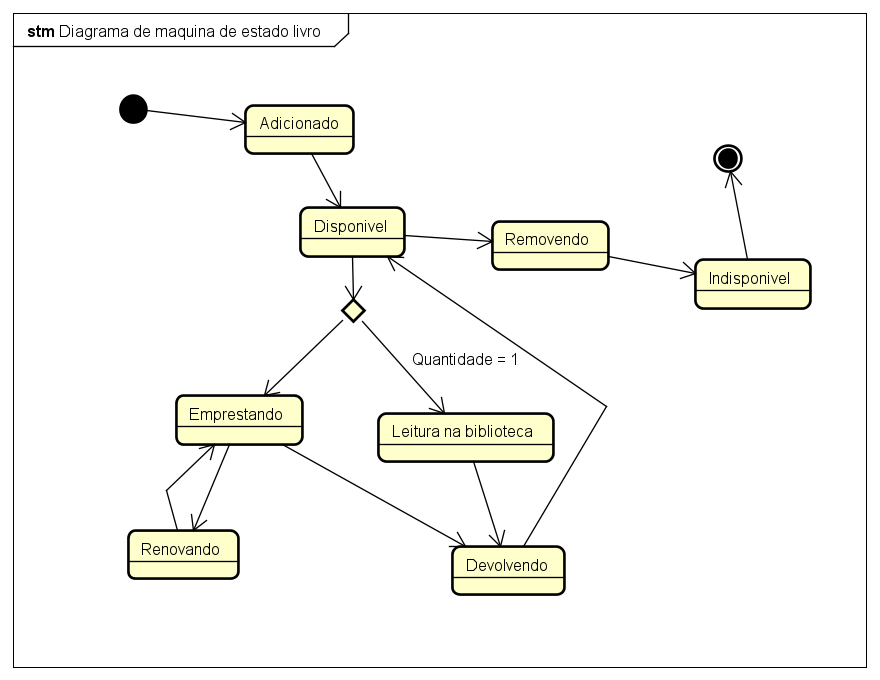 stm Diagrama de maquina de estado livro
Adicionado
Disponivel
Removendo
Indisponivel
Quantidade = 1
Emprestando
Leitura na biblioteca
Renovando
Devolvendo